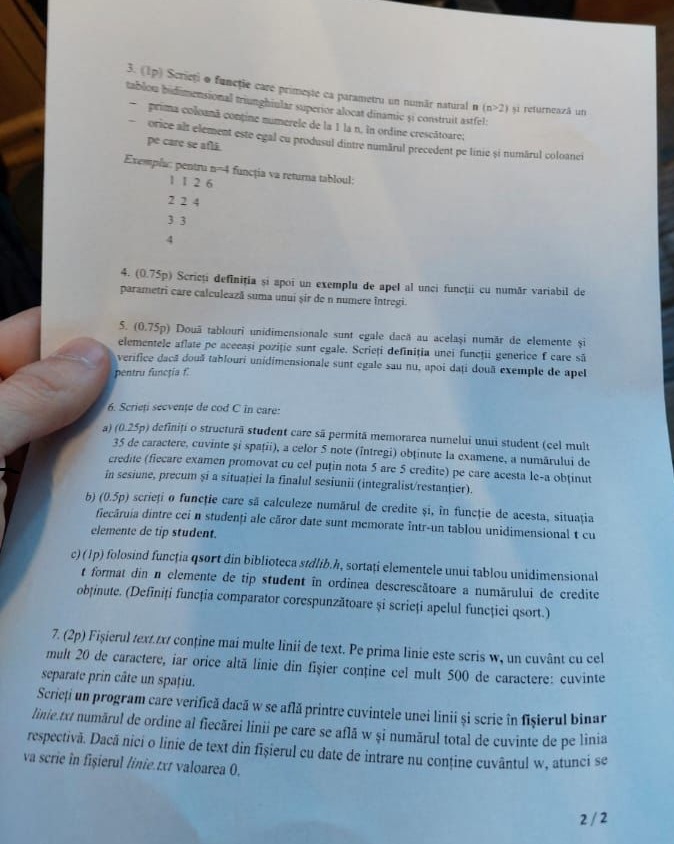 3. (1p) Scrieți o funcție care primește ca parametru un număr natural n (n>2) și returnează un
tablou bidimensional triunghiular superior alocat dinamic și construit astfel:
– prima coloană conține numerele de la 1 la n, în ordine crescătoare;
– orice alt element este egal cu produsul dintre numărul precedent pe linie și numărul coloanei
pe care se află.
Exemplu: pentru n=4 funcția va returna tabloul:
1 1 2 6
2 2 4
3 3
4
4. (0.75p) Scrieți definiția și apoi un exemplu de apel al unei funcții cu număr variabil de
parametri care calculează suma unui șir de n numere întregi.
5. (0.75p) Două tablouri unidimensionale sunt egale dacă au același număr de elemente și
elementele aflate pe aceeași poziție sunt egale. Scrieți definiția unei funcții generice f care să
verifice dacă două tablouri unidimensionale sunt egale sau nu, apoi dați două exemple de apel
pentru funcția f.
6. Scrieți secvențe de cod C în care:
a) (0.25p) definiți o structură student care să permită memorarea numelui unui student (cel mult
35 de caractere, cuvinte și spații), a celor 5 note (întregi) obținute la examene, a numărului de
credite (fiecare examen promovat cu cel puțin nota 5 are 5 credite) pe care acesta le-a obținut
în sesiune, precum și a situației la finalul sesiunii (integralist/restanțier).
b) (0.5p) scrieți o funcție care să calculeze numărul de credite și, în funcție de acesta, situația
fiecăruia dintre cei n studenți ale căror date sunt memorate într-un tablou unidimensional t cu
elemente de tip student.
c) (1p) folosind funcția qsort din biblioteca stdlib.h, sortați elementele unui tablou unidimensional
t format din n elemente de tip student în ordinea descrescătoare a numărului de credite
obținute. (Definiți funcția comparator corespunzătoare și scrieți apelul funcției qsort.)
7. (2p) Fișierul text.txt conține mai multe linii de text. Pe prima linie este scris w, un cuvânt cu cel
mult 20 de caractere, iar orice altă linie din fișier conține cel mult 500 de caractere: cuvinte
separate prin câte un spațiu.
Scrieți un program care verifică dacă w se află printre cuvintele unei linii și scrie în fișierul binar
linie.txt numărul de ordine al fiecărei linii pe care se află w și numărul total de cuvinte de pe linia
respectivă. Dacă nici o linie de text din fișierul cu date de intrare nu conține cuvântul w, atunci se
va scrie în fișierul linie.txt valoarea 0.
2 / 2